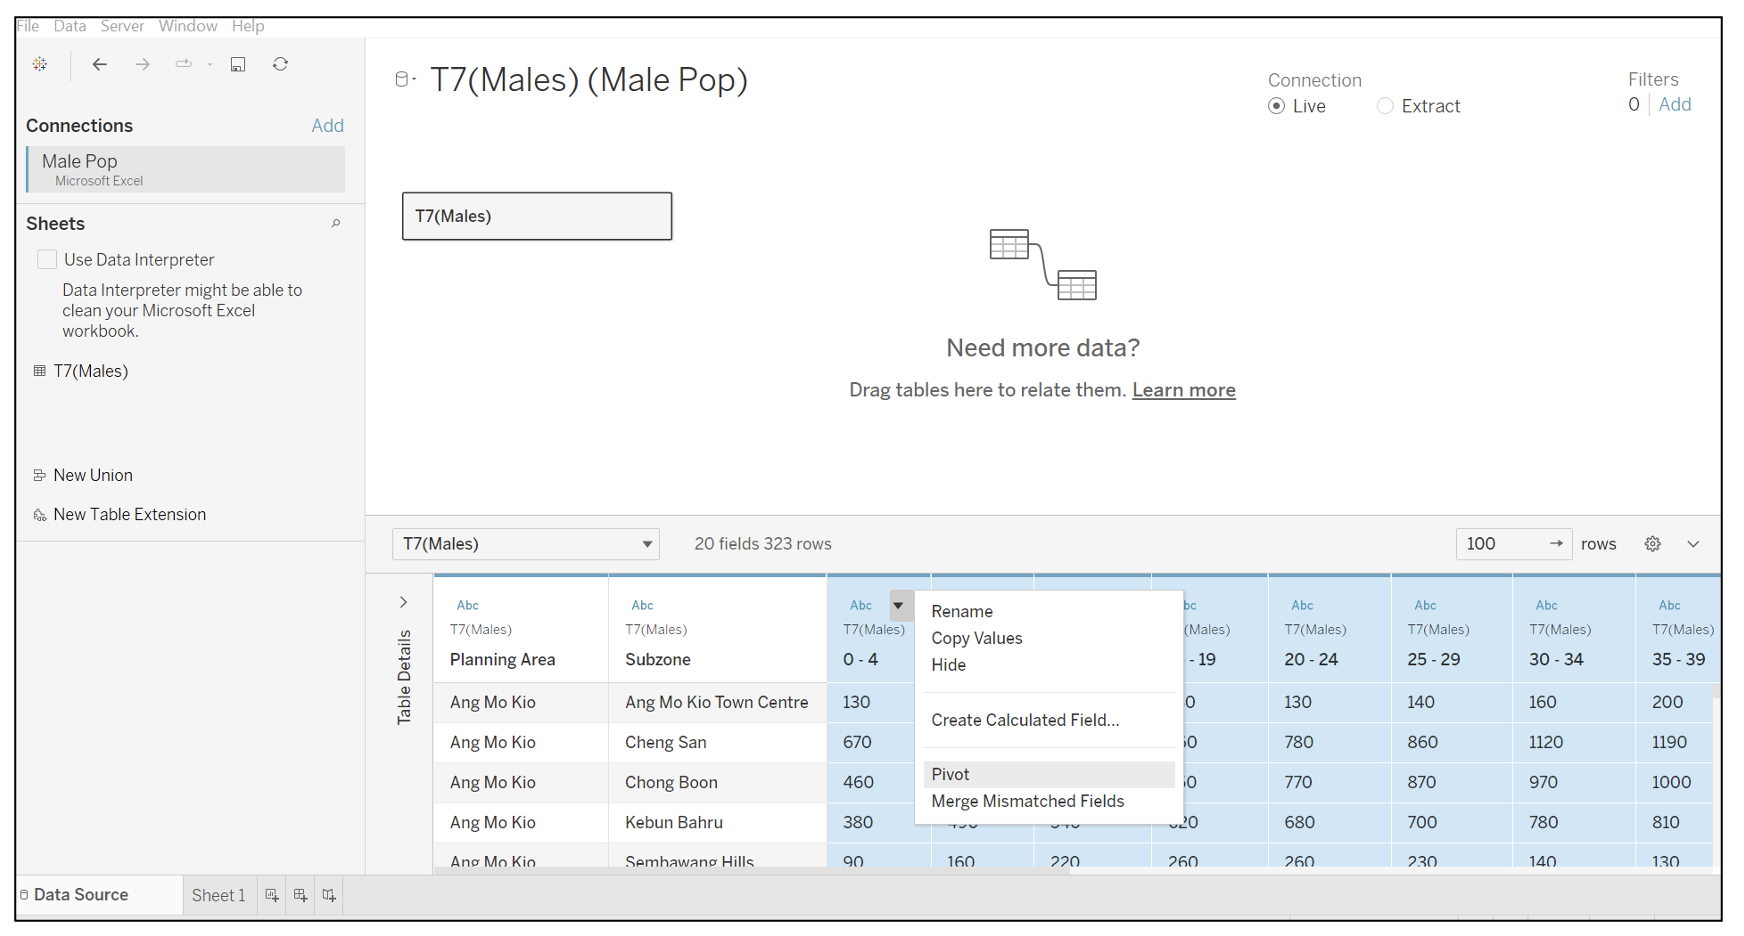 File Data Server Window Help
Connections Add
Male Pop
Microsoft Excel
Sheets
Use Data Interpreter
Data Interpreter might be able to
clean your Microsoft Excel
workbook.
T7(Males)
New Union
New Table Extension
T7(Males) (Male Pop)
Connection
Live Extract
Filters
0 Add
T7(Males)
Need more data?
Drag tables here to relate them. Learn more
T7(Males) 20 fields 323 rows 100 rows
Table Details
Abc Abc Abc bc Abc Abc Abc Abc
T7(Males) T7(Males) T7(Males) (Males) T7(Males) T7(Males) T7(Males) T7(Males)
Planning Area Subzone 0 - 4 - 19 20 - 24 25 - 29 30 - 34 35 - 39
Ang Mo Kio Ang Mo Kio Town Centre 130 0 130 140 160 200
Ang Mo Kio Cheng San 670 60 780 860 1120 1190
Ang Mo Kio Chong Boon 460 0 770 870 970 1000
Ang Mo Kio Kebun Bahru 380 620 680 700 780 810
Ang Mo Kio Sembawang Hills 90 160 220 260 260 230 140 130
Rename
Copy Values
Hide
Create Calculated Field...
Pivot
Merge Mismatched Fields
Data Source Sheet 1